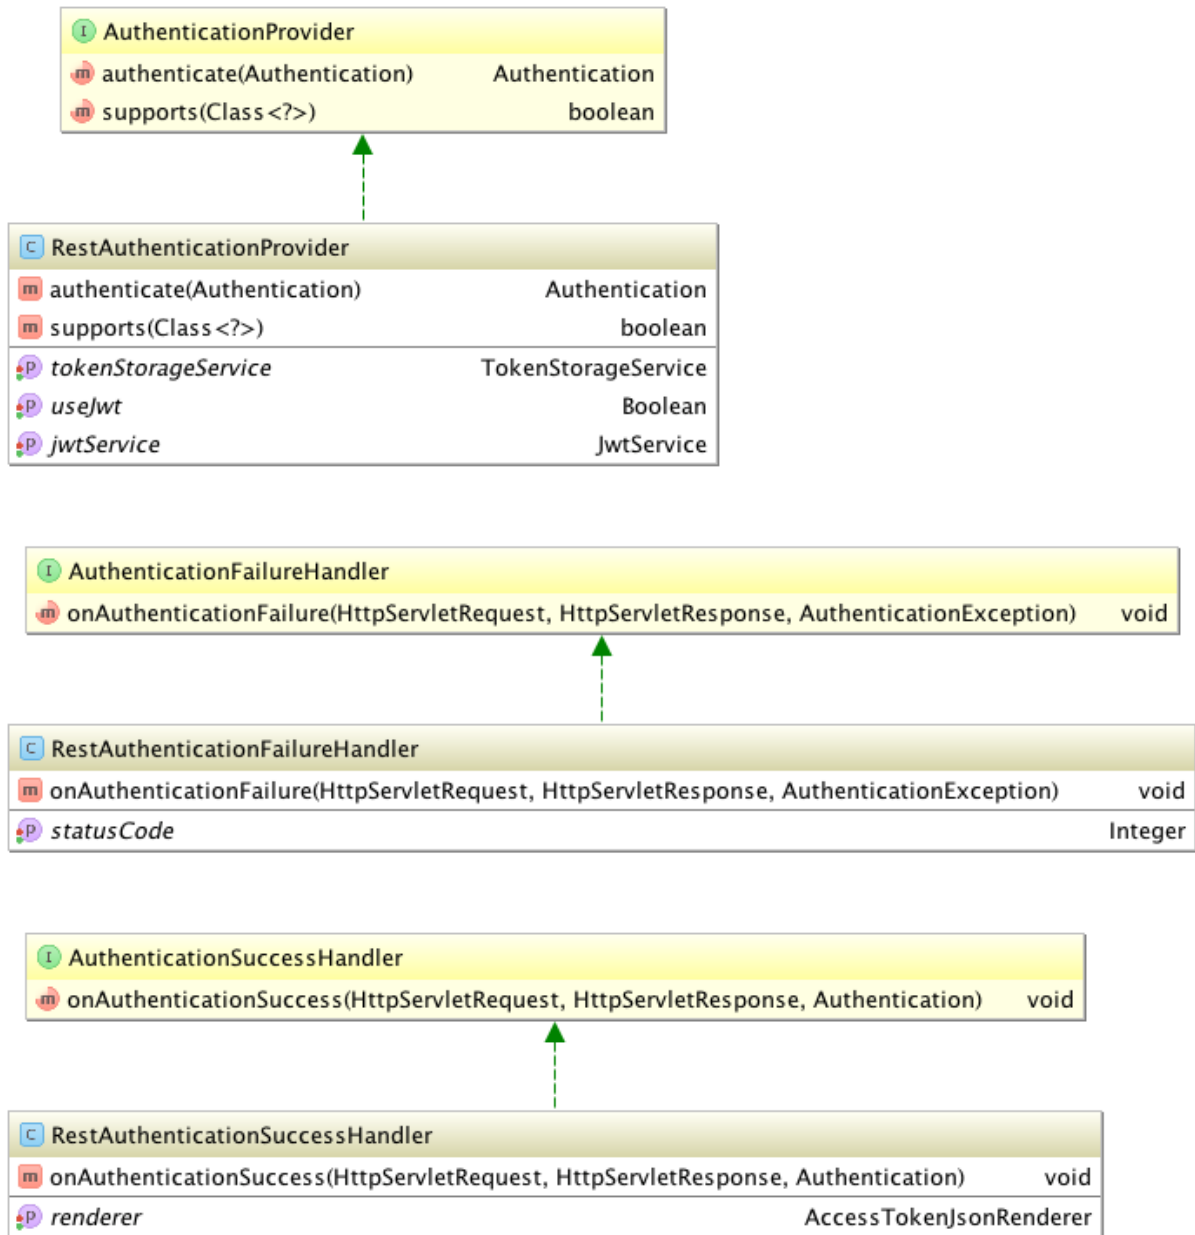 I AuthenticationProvider
m authenticate(Authentication) Authentication
m supports(Class<?>) boolean
C RestAuthenticationProvider
m authenticate(Authentication) Authentication
m supports(Class<?>) boolean
P tokenStorageService TokenStorageService
P useJwt Boolean
P jwtService JwtService
I AuthenticationFailureHandler
m onAuthenticationFailure(HttpServletRequest, HttpServletResponse, AuthenticationException) void
C RestAuthenticationFailureHandler
m onAuthenticationFailure(HttpServletRequest, HttpServletResponse, AuthenticationException) void
P statusCode Integer
I AuthenticationSuccessHandler
m onAuthenticationSuccess(HttpServletRequest, HttpServletResponse, Authentication) void
C RestAuthenticationSuccessHandler
m onAuthenticationSuccess(HttpServletRequest, HttpServletResponse, Authentication) void
P renderer AccessTokenJsonRenderer